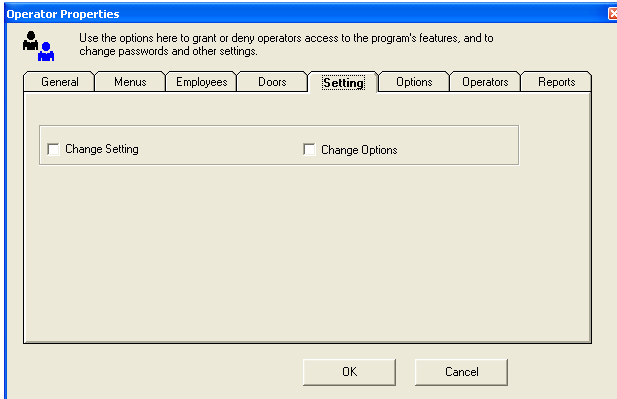 Operator Properties
Use the options here to grant or deny operators access to the program's features, and to
change passwords and other settings.
General Menus Employees Doors Setting Options Operators Reports
Change Setting Change Options
OK Cancel